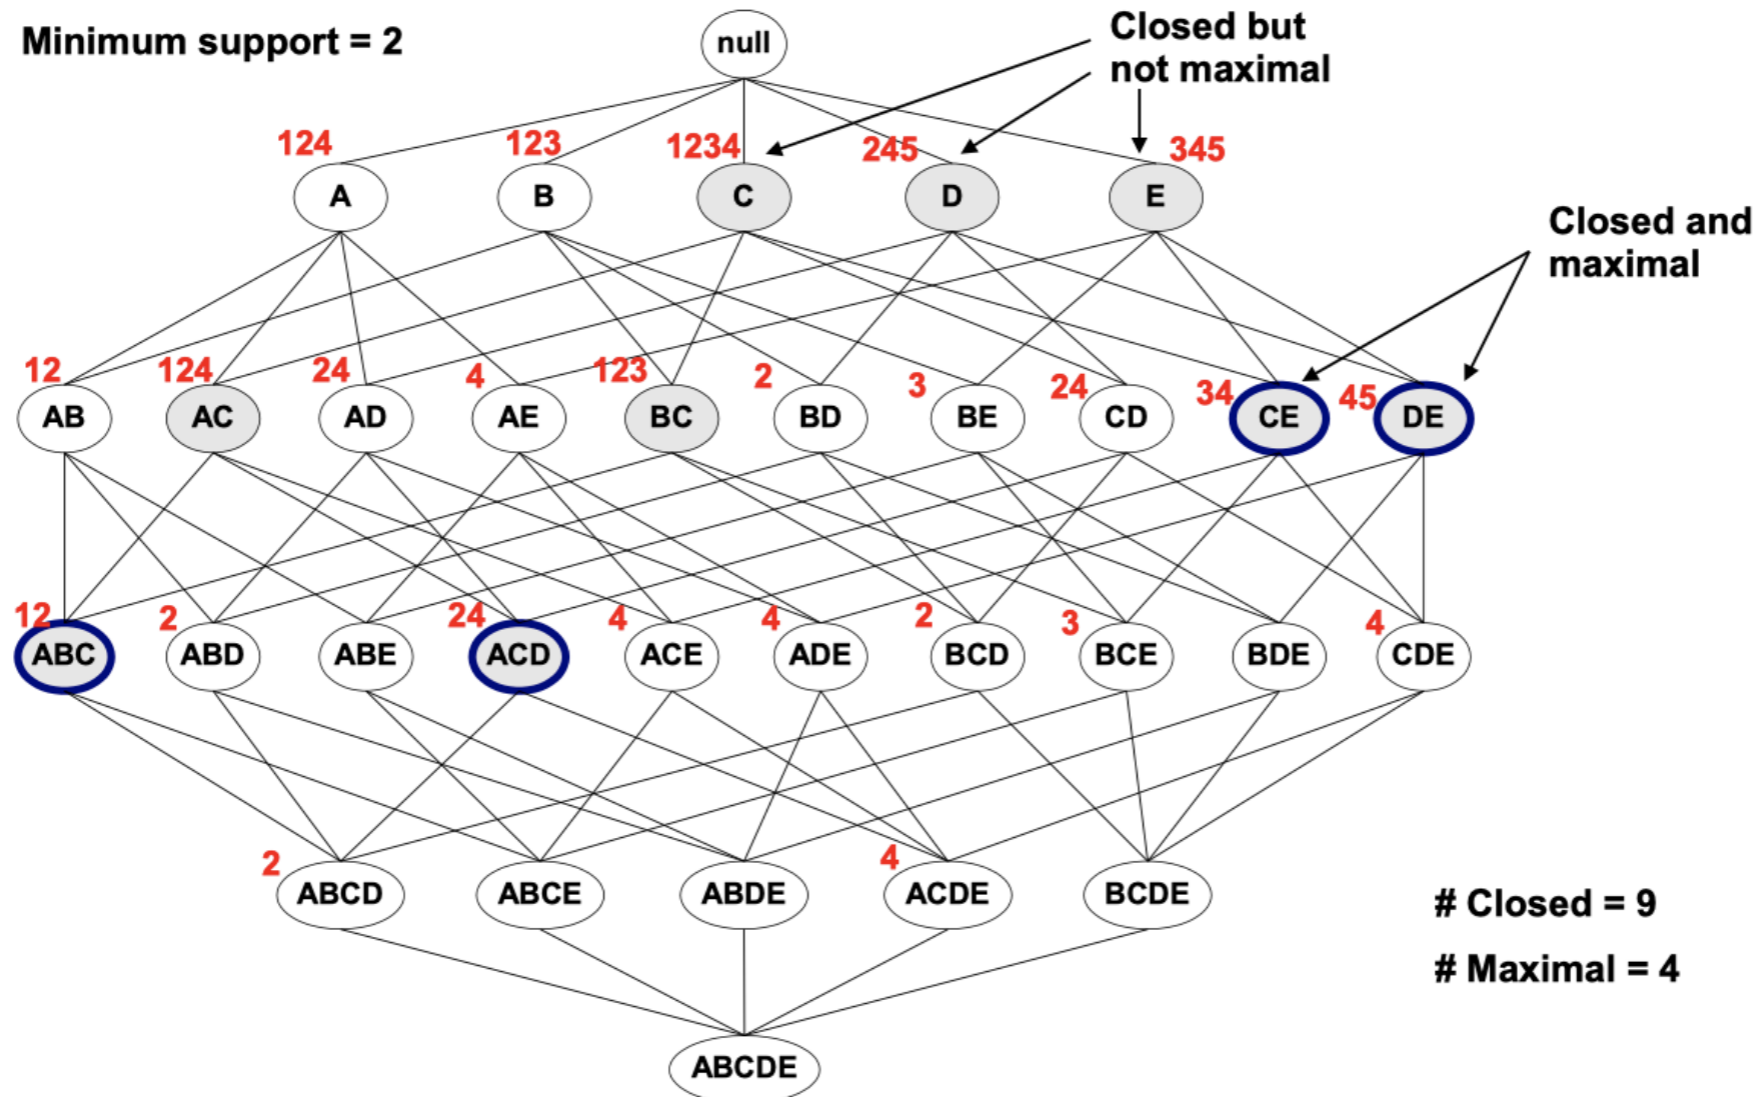 Minimum support = 2
null
Closed but
not maximal
124
123
1234
245
345
A
B
C
D
E
Closed and
maximal
12
124
24
4
123
2
3
24
34
45
AB
AC
AD
AE
BC
BD
BE
CD
CE
DE
12
2
24
4
4
2
3
4
ABC
ABD
ABE
ACD
ACE
ADE
BCD
BCE
BDE
CDE
2
4
ABCD
ABCE
ABDE
ACDE
BCDE
# Closed = 9
# Maximal = 4
ABCDE